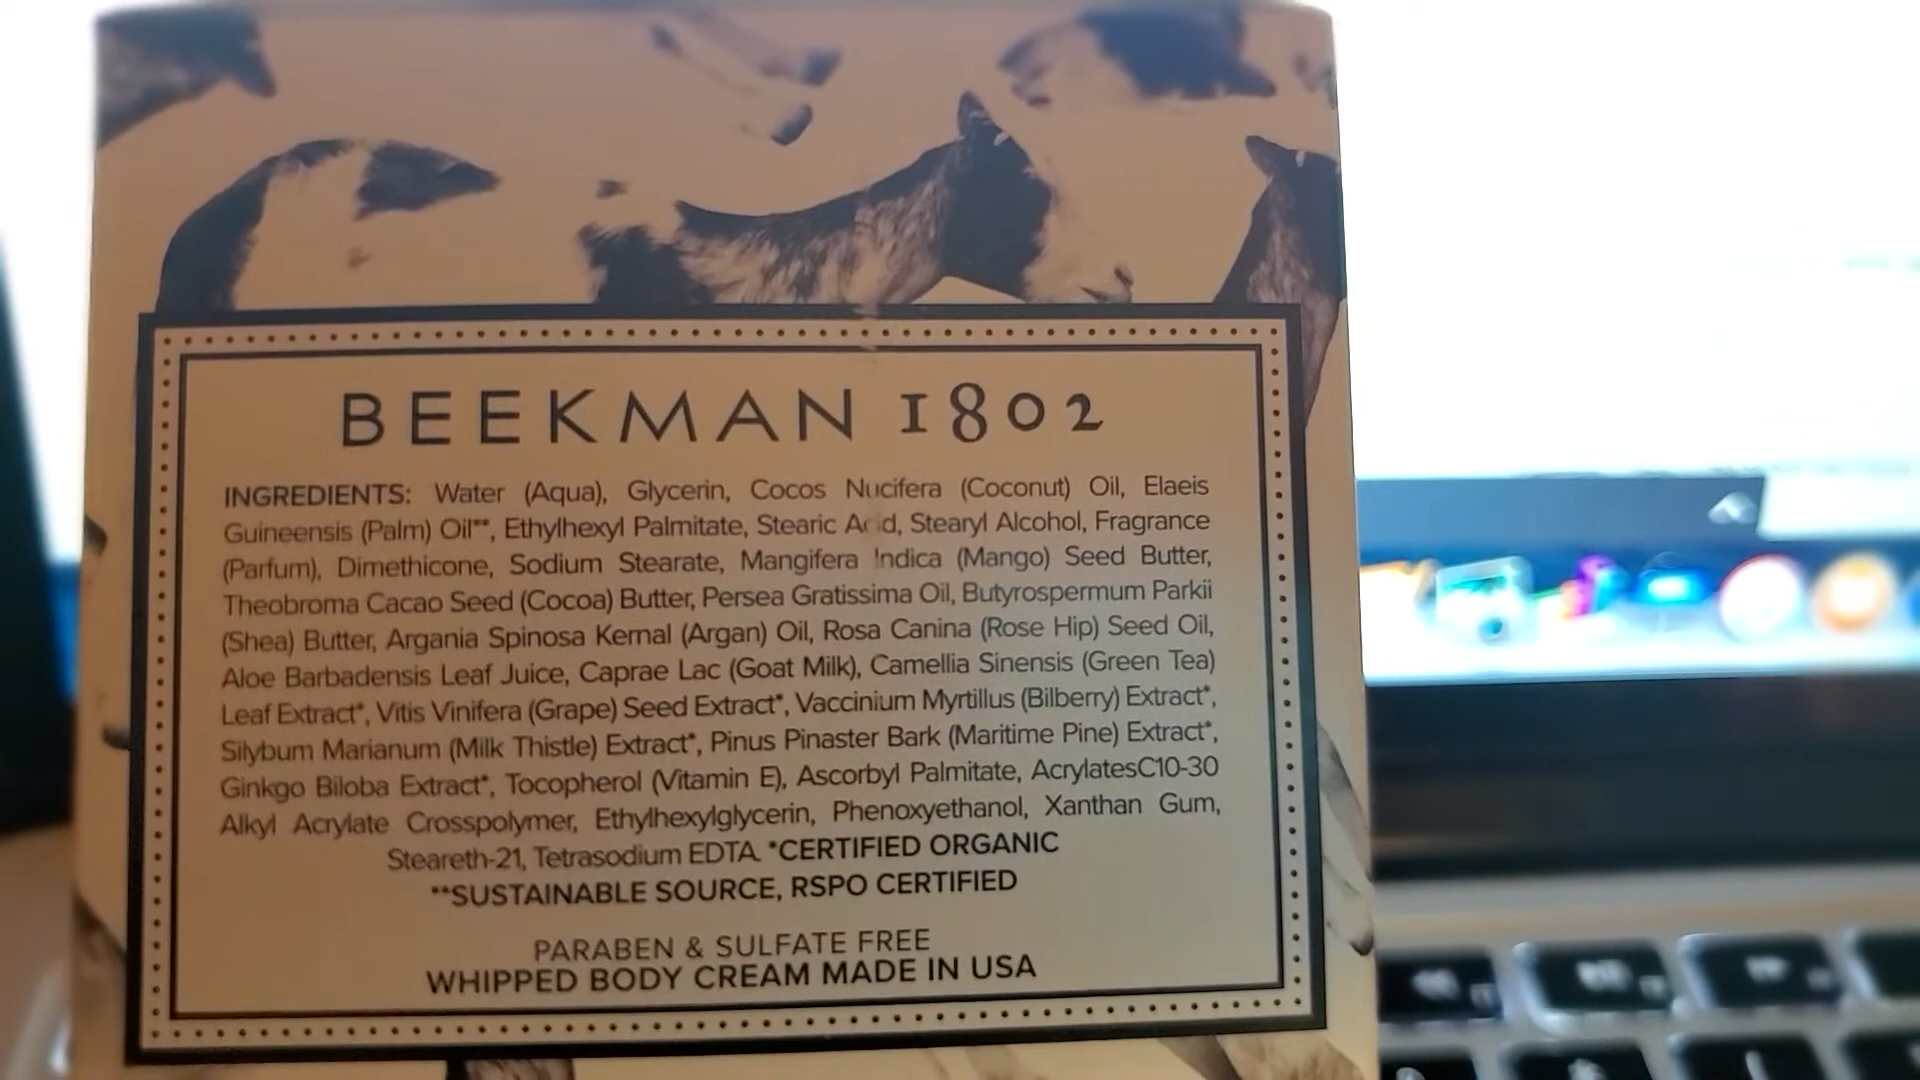 BEEKMAN 1802
INGREDIENTS: Water (Aqua), Glycerin, Cocos Nucifera (Coconut) Oil, Elaeis
Guineensis (Palm) Oil**, Ethylhexyl Palmitate, Stearic Acid, Stearyl Alcohol, Fragrance
(Parfum), Dimethicone, Sodium Stearate, Mangifera Indica (Mango) Seed Butter,
Theobroma Cacao Seed (Cocoa) Butter, Persea Gratissima Oil, Butyrospermum Parkii
(Shea) Butter, Argania Spinosa Kernal (Argan) Oil, Rosa Canina (Rose Hip) Seed Oil,
Aloe Barbadensis Leaf Juice, Caprae Lac (Goat Milk), Camellia Sinensis (Green Tea)
Leaf Extract*, Vitis Vinifera (Grape) Seed Extract*, Vaccinium Myrtillus (Bilberry) Extract*,
Silybum Marianum (Milk Thistle) Extract*, Pinus Pinaster Bark (Maritime Pine) Extract*,
Ginkgo Biloba Extract*, Tocopherol (Vitamin E), Ascorbyl Palmitate, AcrylatesC10-30
Alkyl Acrylate Crosspolymer, Ethylhexylglycerin, Phenoxyethanol, Xanthan Gum,
Steareth-21, Tetrasodium EDTA. *CERTIFIED ORGANIC
**SUSTAINABLE SOURCE, RSPO CERTIFIED
PARABEN & SULFATE FREE
WHIPPED BODY CREAM MADE IN USA